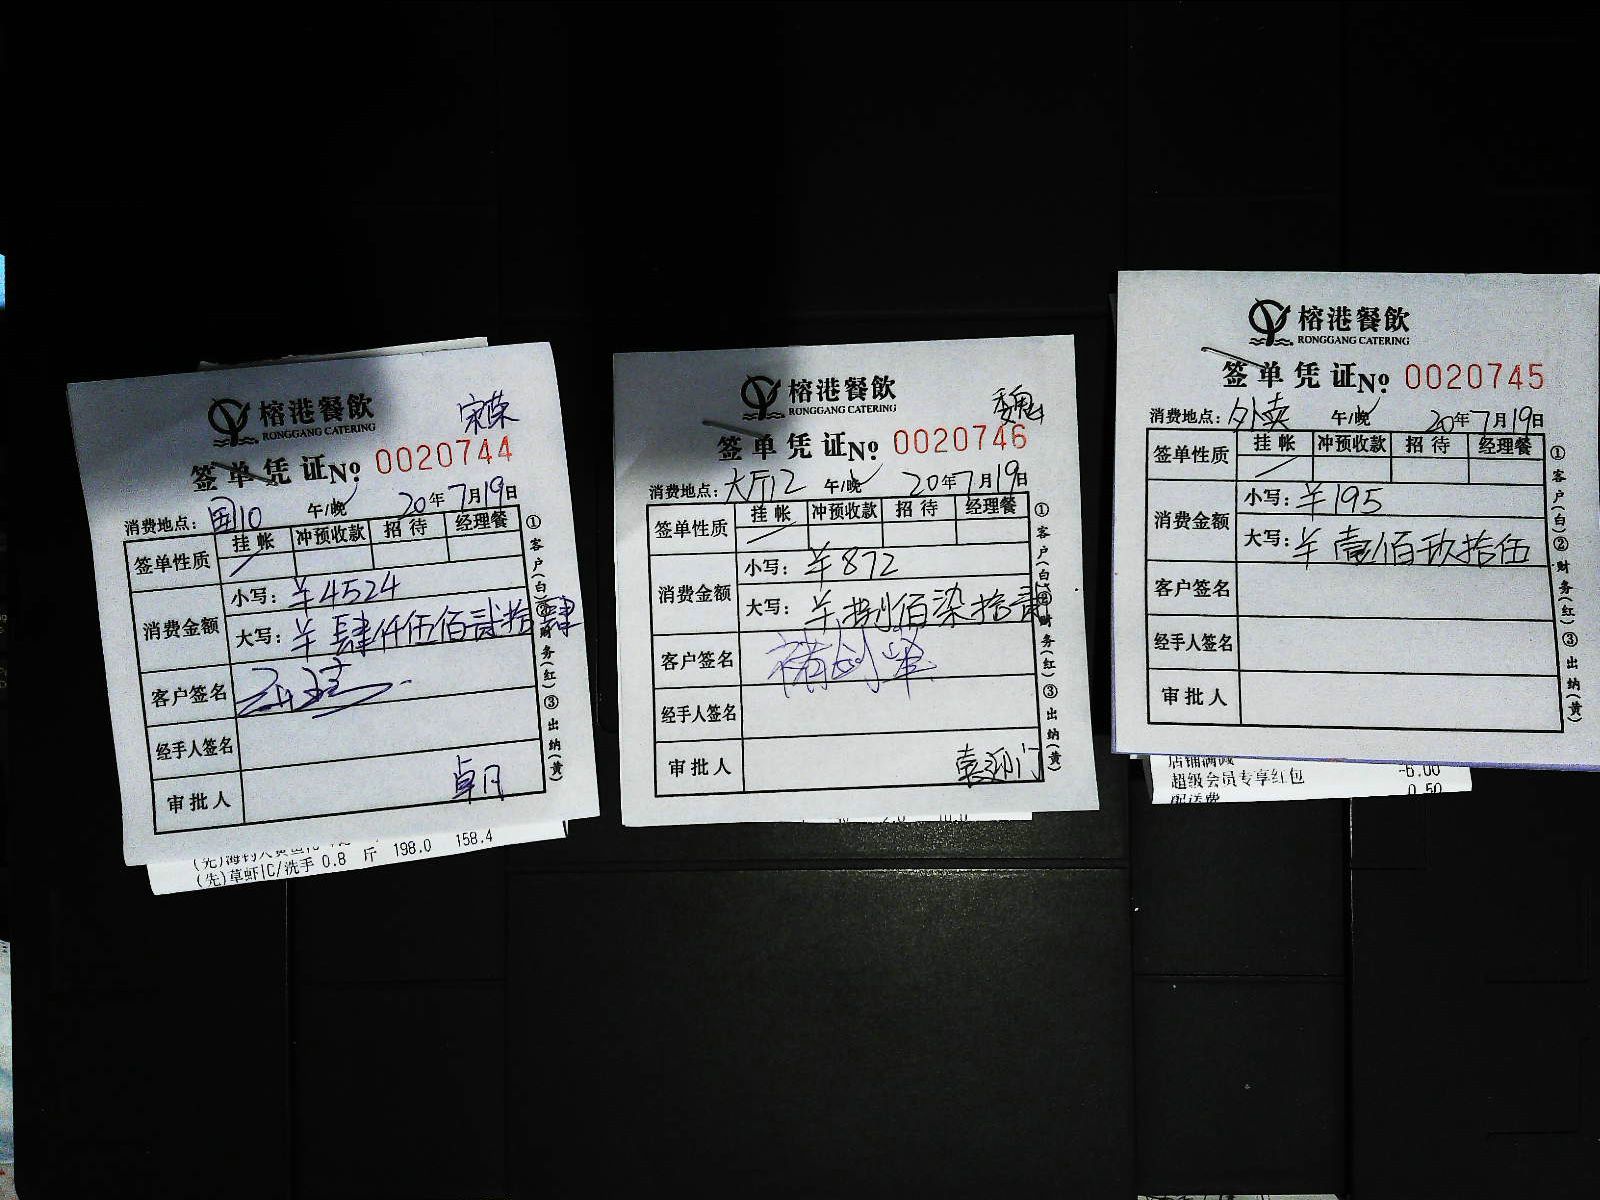 榕港餐飲
RONGGANG CATERING
宋荣
签单凭证 No 0020744
消费地点: 国10 午/晚 20年7月19日
签单性质 挂帐 冲预收款 招待 经理餐
消费金额 小写: ¥4524
大写: ¥肆仟伍佰贰拾肆
客户签名
经手人签名
审批人 卓月
①客户(白)②财务(红)③出纳(黄)
(先)草虾IC/洗手 0.8 斤 198.0 158.4
榕港餐飲
RONGGANG CATERING
签单凭证 No 0020746
消费地点: 大厅12 午/晚 20年7月19日
签单性质 挂帐 冲预收款 招待 经理餐
消费金额 小写: ¥872
大写: ¥捌佰柒拾贰
客户签名
经手人签名
审批人
①客户(白)②财务(红)③出纳(黄)
榕港餐飲
RONGGANG CATERING
签单凭证 No 0020745
消费地点: 外卖 午/晚 20年7月19日
签单性质 挂帐 冲预收款 招待 经理餐
消费金额 小写: ¥195
大写: ¥壹佰玖拾伍
客户签名
经手人签名
审批人
①客户(白)②财务(红)③出纳(黄)
店铺满减 -6.00
超级会员专享红包
配送费 0.50